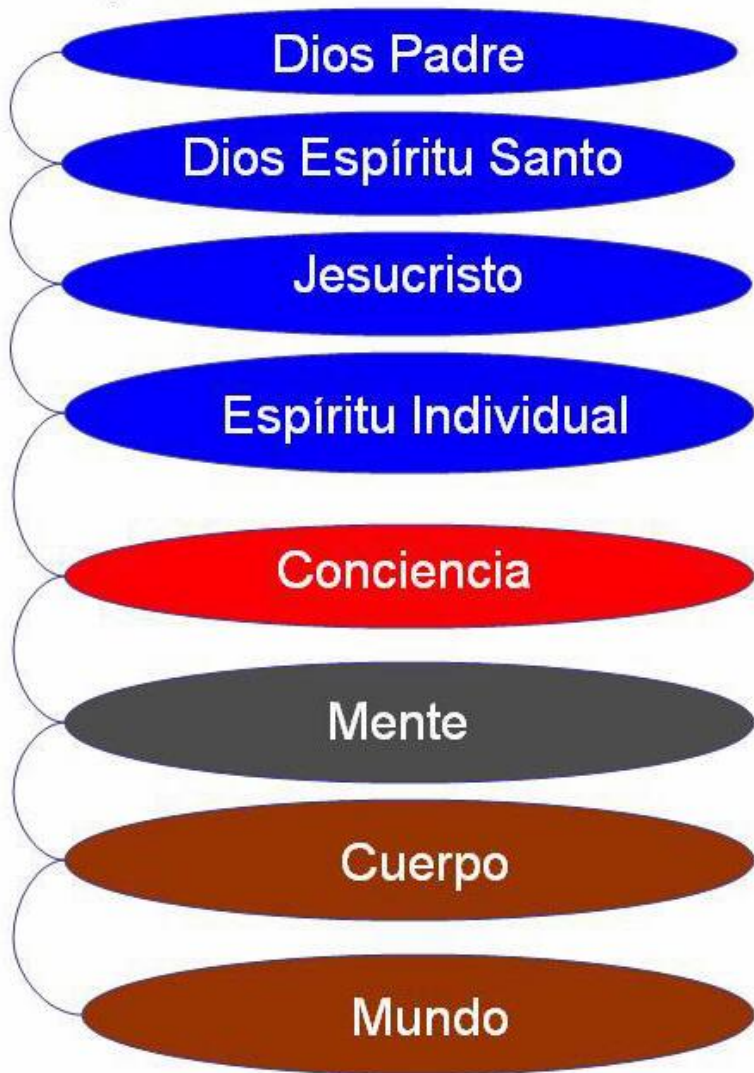 Dios Padre
Dios Espíritu Santo
Jesucristo
Espíritu Individual
Conciencia
Mente
Cuerpo
Mundo